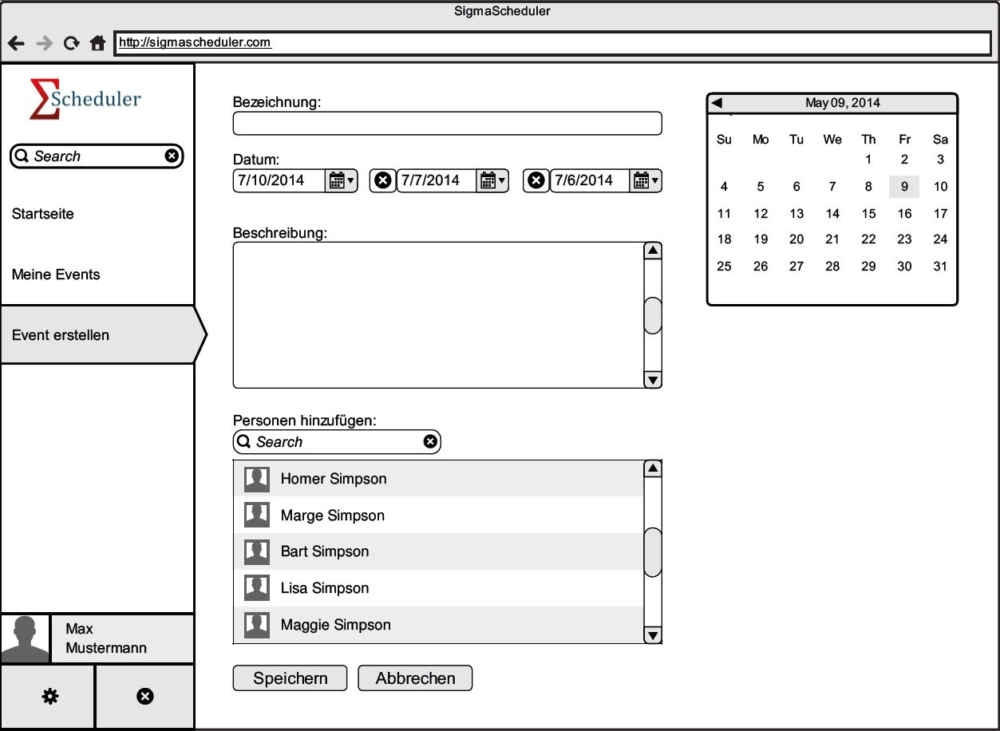 SigmaScheduler
http://sigmascheduler.com
Scheduler
Search
Startseite
Meine Events
Event erstellen
Max
Mustermann
Bezeichnung:
Datum:
7/10/2014 7/7/2014 7/6/2014
Beschreibung:
Personen hinzufügen:
Search
Homer Simpson
Marge Simpson
Bart Simpson
Lisa Simpson
Maggie Simpson
Speichern Abbrechen
May 09, 2014
Su Mo Tu We Th Fr Sa
1 2 3
4 5 6 7 8 9 10
11 12 13 14 15 16 17
18 19 20 21 22 23 24
25 26 27 28 29 30 31